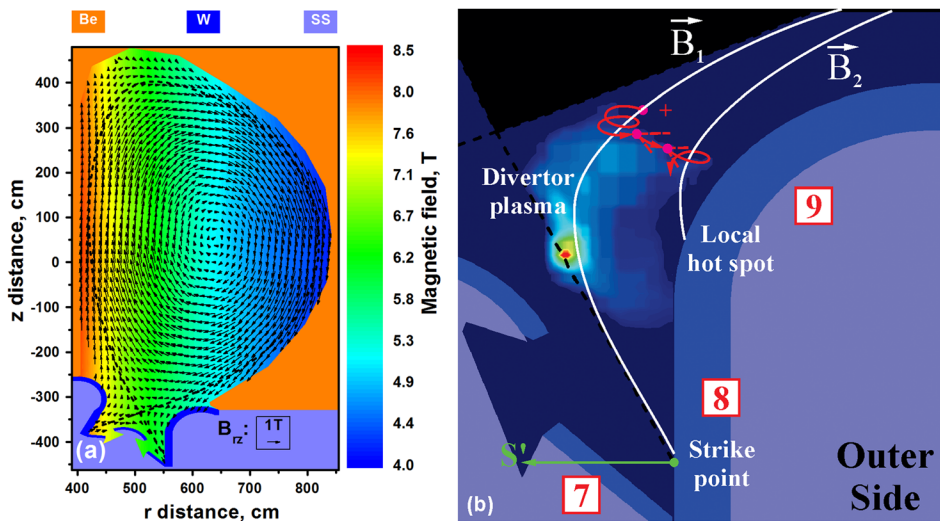 Be W SS
8.5
8.1
7.6
7.1
6.7
6.2
5.8
5.3
4.9
4.5
4.0
Magnetic field, T
400
300
200
100
0
-100
-200
-300
-400
z distance, cm
Brz: 1T
(a)
400 500 600 700 800
r distance, cm
B1
B2
+
Divertor
plasma
9
Local
hot spot
8
S'
Strike
point
7
Outer
Side
(b)